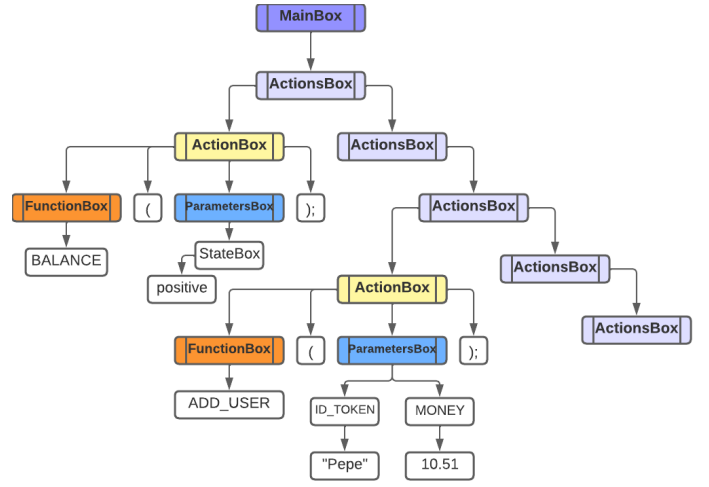 MainBox
ActionsBox
ActionBox
ActionsBox
FunctionBox
(
ParametersBox
);
ActionsBox
BALANCE
StateBox
ActionsBox
positive
ActionBox
ActionsBox
FunctionBox
(
ParametersBox
);
ADD_USER
ID_TOKEN
MONEY
"Pepe"
10.51